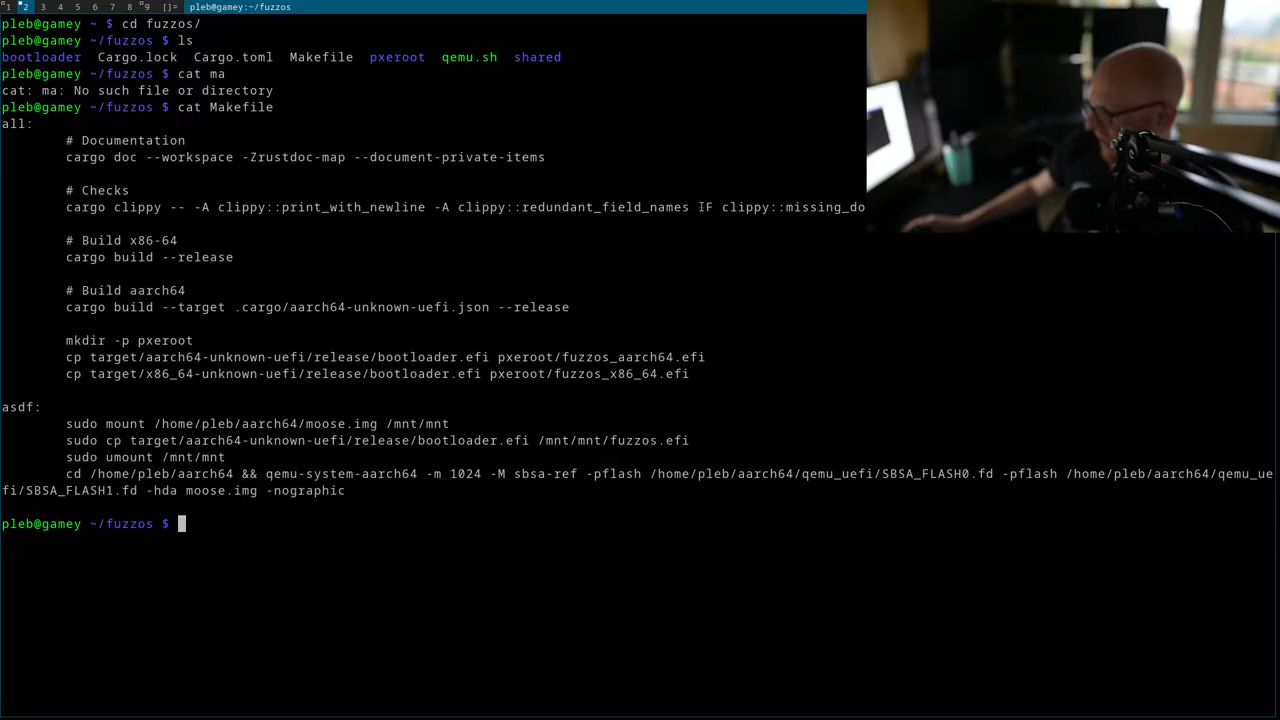 1 2 3 4 5 6 7 8 9 []= pleb@gamey:~/fuzzos
pleb@gamey ~ $ cd fuzzos/
pleb@gamey ~/fuzzos $ ls
bootloader Cargo.lock Cargo.toml Makefile pxeroot qemu.sh shared
pleb@gamey ~/fuzzos $ cat ma
cat: ma: No such file or directory
pleb@gamey ~/fuzzos $ cat Makefile
all:
# Documentation
cargo doc --workspace -Zrustdoc-map --document-private-items
# Checks
cargo clippy -- -A clippy::print_with_newline -A clippy::redundant_field_names F clippy::missing_do
# Build x86-64
cargo build --release
# Build aarch64
cargo build --target .cargo/aarch64-unknown-uefi.json --release
mkdir -p pxeroot
cp target/aarch64-unknown-uefi/release/bootloader.efi pxeroot/fuzzos_aarch64.efi
cp target/x86_64-unknown-uefi/release/bootloader.efi pxeroot/fuzzos_x86_64.efi
asdf:
sudo mount /home/pleb/aarch64/moose.img /mnt/mnt
sudo cp target/aarch64-unknown-uefi/release/bootloader.efi /mnt/mnt/fuzzos.efi
sudo umount /mnt/mnt
cd /home/pleb/aarch64 && qemu-system-aarch64 -m 1024 -M sbsa-ref -pflash /home/pleb/aarch64/qemu_uefi/SBSA_FLASH0.fd -pflash /home/pleb/aarch64/qemu_ue
fi/SBSA_FLASH1.fd -hda moose.img -nographic
pleb@gamey ~/fuzzos $